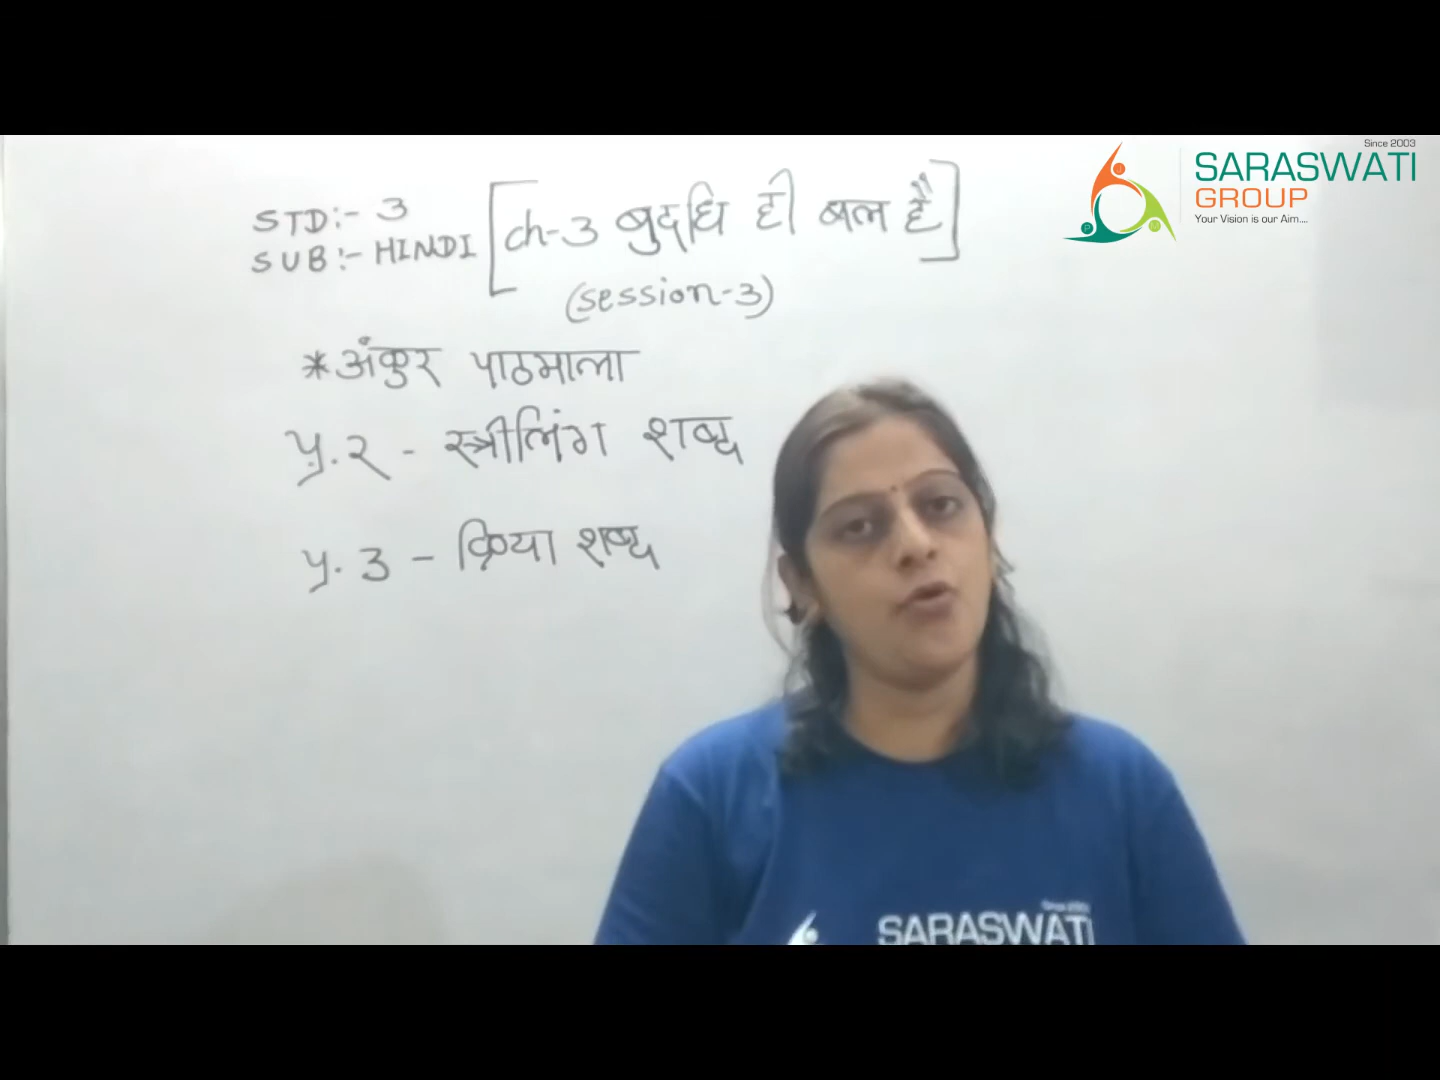 STD:- 3
SUB:- HINDI
[ch-3 बुद्धि ही बल है]
(session-3)
*अंकुर पाठमाला
प्र.२ - स्त्रीलिंग शब्द
प्र. 3 - क्रिया शब्द
Since 2003
SARASWATI
GROUP
Your Vision is our Aim....
SARASWATI